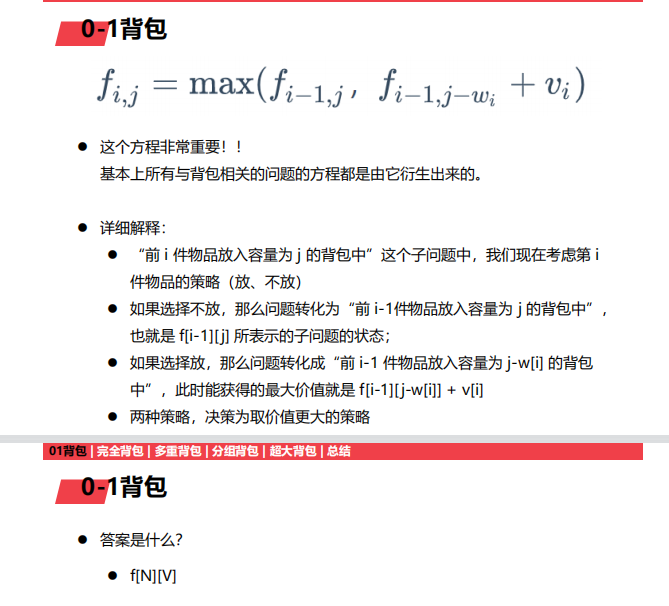 0-1背包
f_{i,j} = max(f_{i-1,j}, f_{i-1,j-w_i} + v_i)
● 这个方程非常重要！！
基本上所有与背包相关的问题的方程都是由它衍生出来的。
● 详细解释：
● “前 i 件物品放入容量为 j 的背包中”这个子问题中，我们现在考虑第 i
件物品的策略（放、不放）
● 如果选择不放，那么问题转化为“前 i-1件物品放入容量为 j 的背包中”，
也就是 f[i-1][j] 所表示的子问题的状态；
● 如果选择放，那么问题转化成“前 i-1 件物品放入容量为 j-w[i] 的背包
中”，此时能获得的最大价值就是 f[i-1][j-w[i]] + v[i]
● 两种策略，决策为取价值更大的策略
01背包 | 完全背包 | 多重背包 | 分组背包 | 超大背包 | 总结
0-1背包
● 答案是什么？
● f[N][V]